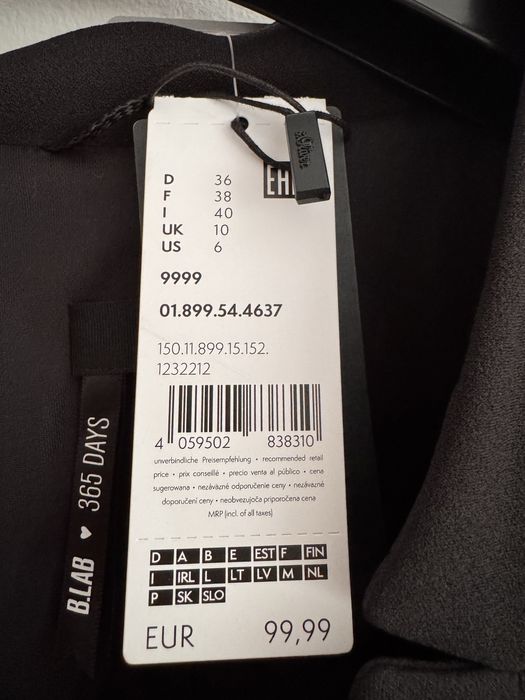 s.Oliver
D 36
F 38
I 40
UK 10
US 6
EH
9999
01.899.54.4637
150.11.899.15.152.
1232212
4 059502 838310
unverbindliche Preisempfehlung • recommended retail
price • prix conseillé • precio venta al público • cena
sugerowana • nezávazné odporučenie ceny • nezávazné
doporučení ceny • neobvezujoča priporočena cena
MRP (incl. of all taxes)
D A B E EST F FIN
I IRL L LT LV M NL
P SK SLO
EUR 99,99
B.LAB ♥ 365 DAYS